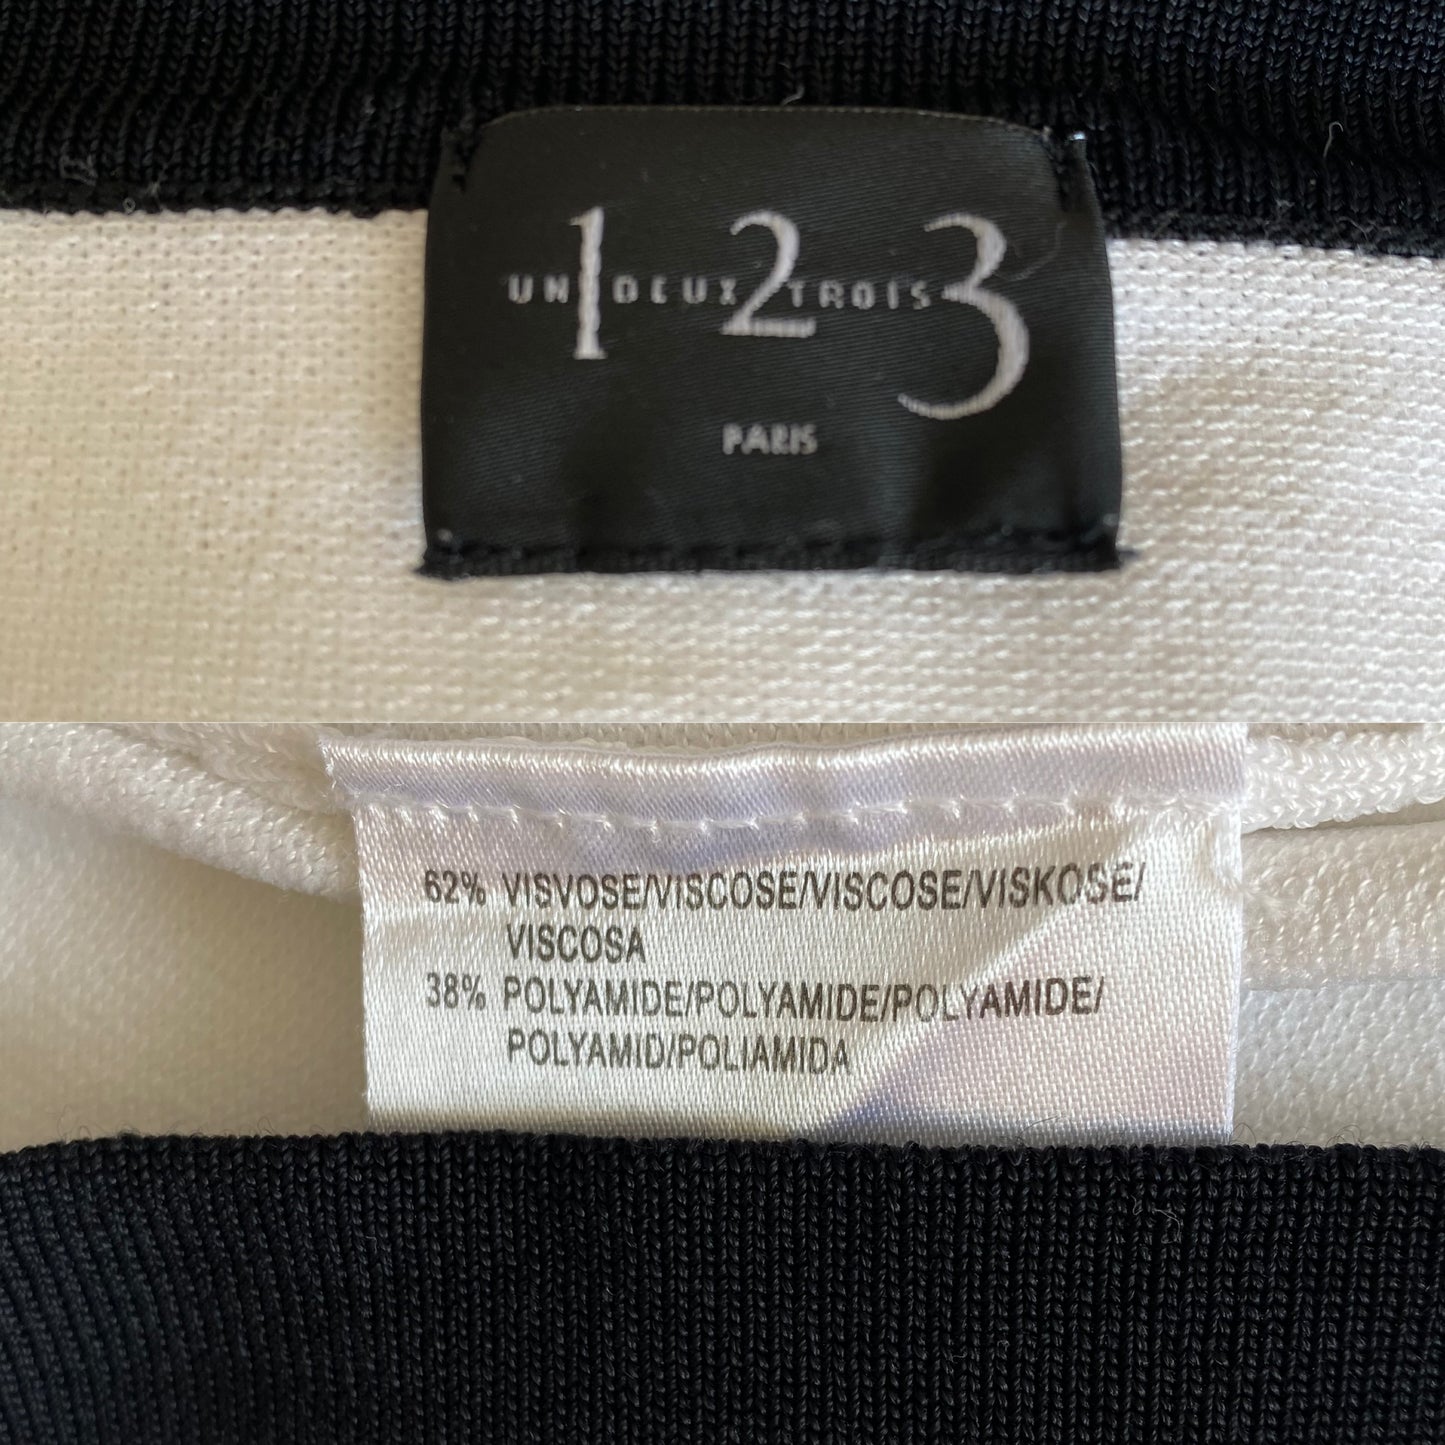 1 2 3
UN DEUX TROIS
PARIS
62% VISVOSE/VISCOSE/VISCOSE/VISKOSE/
VISCOSA
38% POLYAMIDE/POLYAMIDE/POLYAMIDE/
POLYAMID/POLIAMIDA